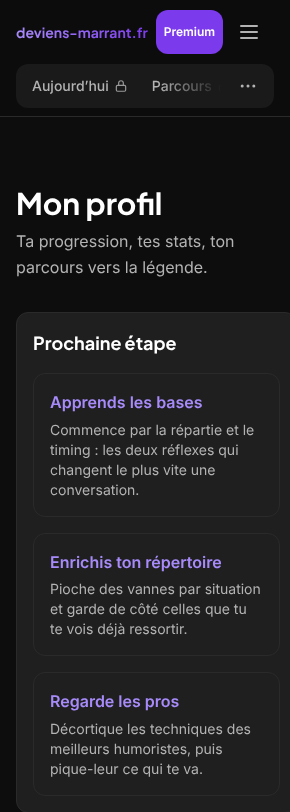 deviens-marrant.fr
Premium
Aujourd'hui
Parcours
Mon profil
Ta progression, tes stats, ton
parcours vers la légende.
Prochaine étape
Apprends les bases
Commence par la répartie et le
timing : les deux réflexes qui
changent le plus vite une
conversation.
Enrichis ton répertoire
Pioche des vannes par situation
et garde de côté celles que tu
te vois déjà ressortir.
Regarde les pros
Décortique les techniques des
meilleurs humoristes, puis
pique-leur ce qui te va.